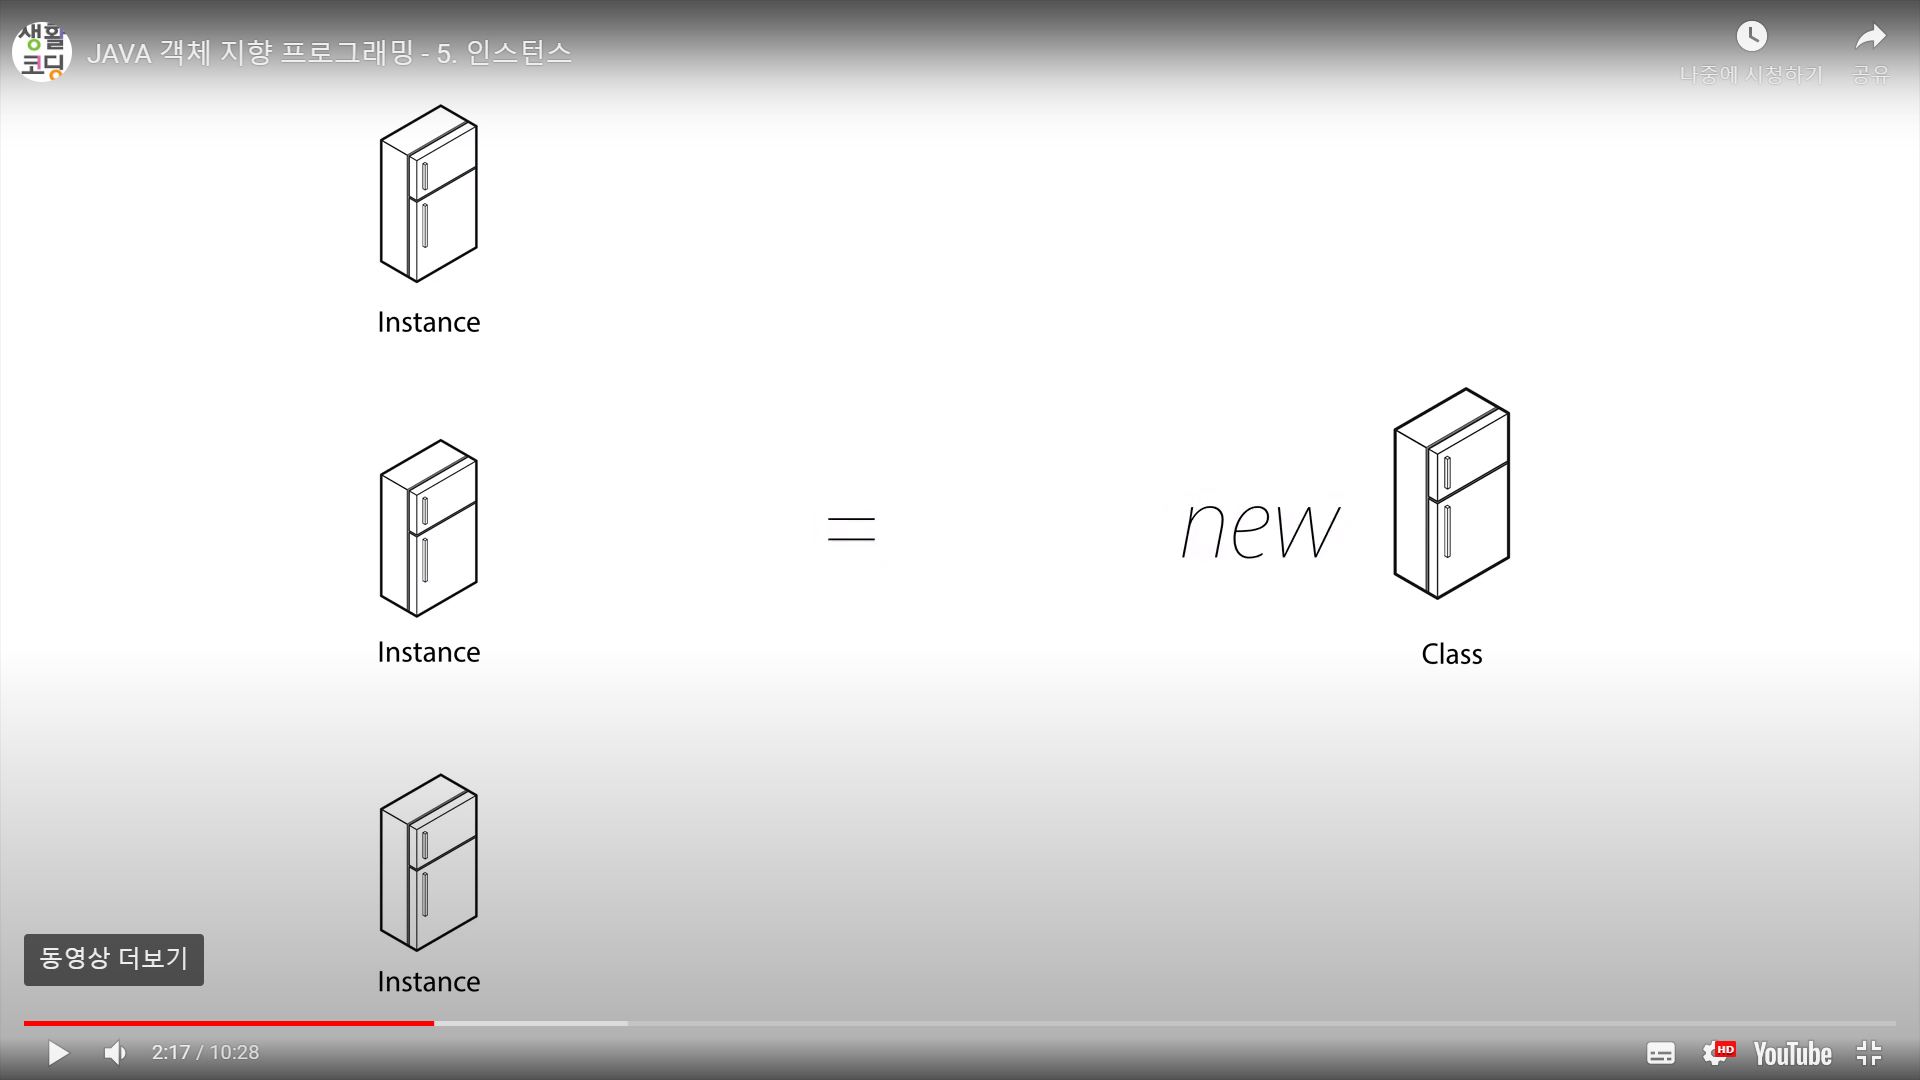 생활
코딩
JAVA 객체 지향 프로그래밍 - 5. 인스턴스
나중에 시청하기
공유
Instance
Instance
=
new
Class
Instance
동영상 더보기
2:17 / 10:28
HD
YouTube